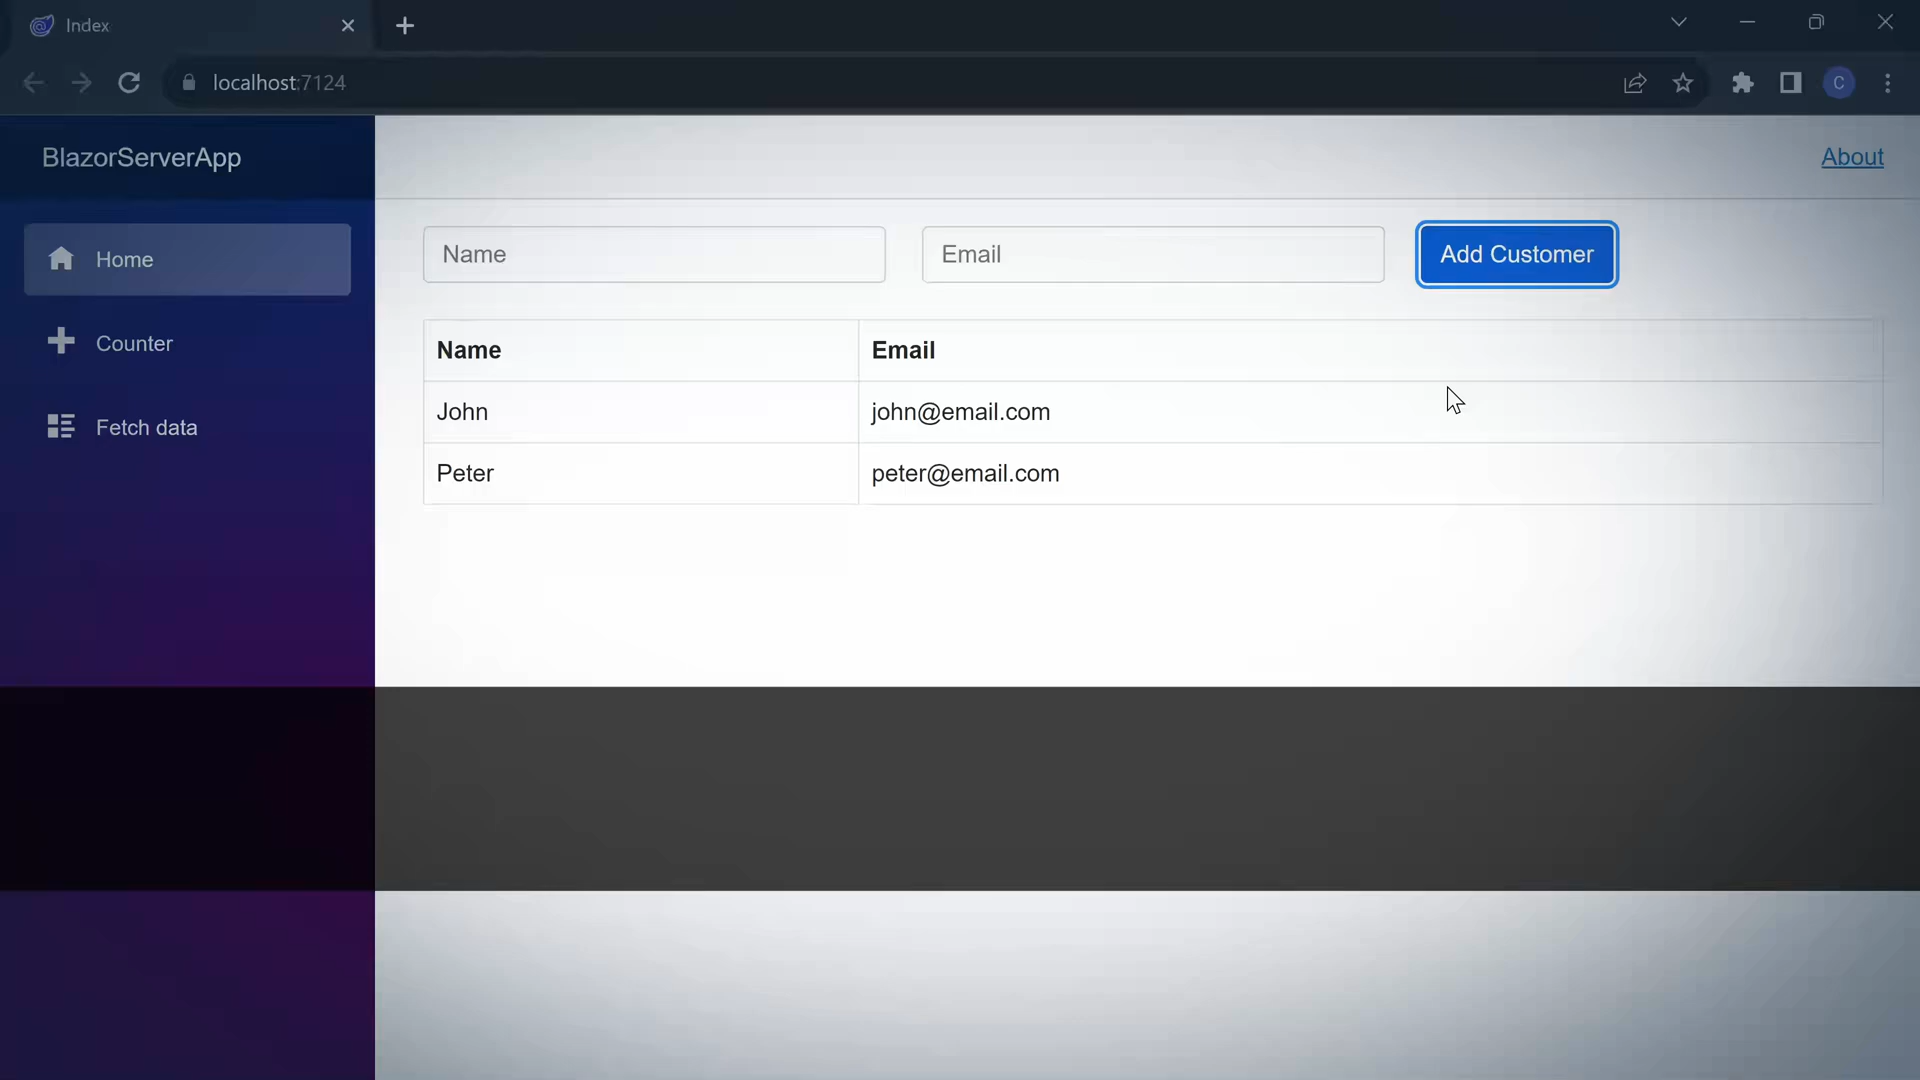 Index
localhost:7124
C
BlazorServerApp
About
Home
Counter
Fetch data
Name
Email
Add Customer
Name Email
John john@email.com
Peter peter@email.com